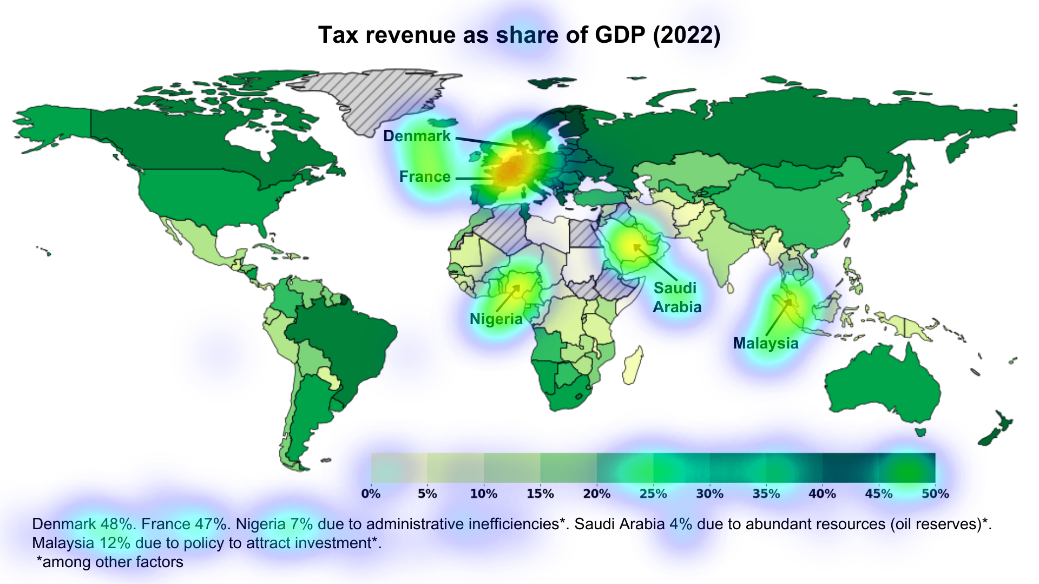 Tax revenue as share of GDP (2022)
Denmark
France
Saudi
Arabia
Nigeria
Malaysia
0% 5% 10% 15% 20% 25% 30% 35% 40% 45% 50%
Denmark 48%. France 47%. Nigeria 7% due to administrative inefficiencies*. Saudi Arabia 4% due to abundant resources (oil reserves)*.
Malaysia 12% due to policy to attract investment*.
*among other factors